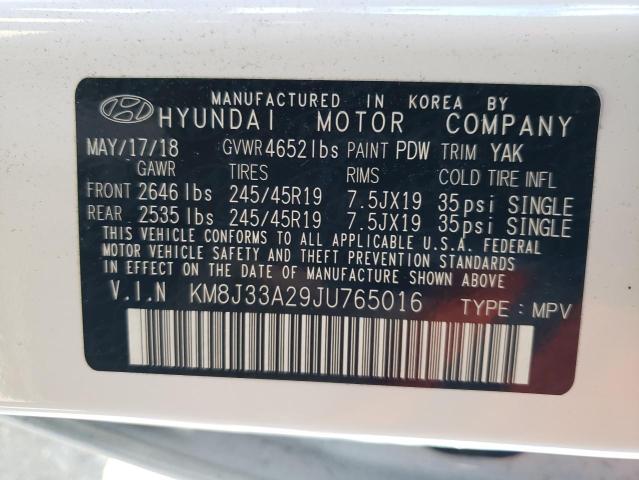 MANUFACTURED IN KOREA BY
HYUNDAI MOTOR COMPANY
MAY/17/18 GVWR 4652lbs PAINT PDW TRIM YAK
GAWR TIRES RIMS COLD TIRE INFL
FRONT 2646 lbs 245/45R19 7.5JX19 35psi SINGLE
REAR 2535 lbs 245/45R19 7.5JX19 35psi SINGLE
THIS VEHICLE CONFORMS TO ALL APPLICABLE U.S.A. FEDERAL
MOTOR VEHICLE SAFETY AND THEFT PREVENTION STANDARDS
IN EFFECT ON THE DATE OF MANUFACTURE SHOWN ABOVE
V.I.N KM8J33A29JU765016 TYPE : MPV